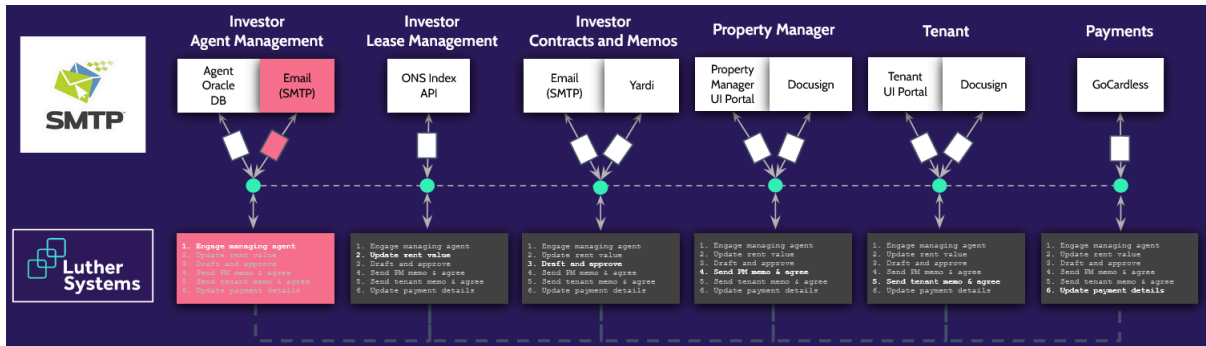 Investor
Agent Management
Investor
Lease Management
Investor
Contracts and Memos
Property Manager
Tenant
Payments
SMTP
Agent
Oracle
DB
Email
(SMTP)
ONS Index
API
Email
(SMTP)
Yardi
Property
Manager
UI Portal
Docusign
Tenant
UI Portal
Docusign
GoCardless
Luther
Systems
1. Engage managing agent
2. Update rent value
3. Draft and approve
4. Send PM memo & agree
5. Send tenant memo & agree
6. Update payment details
1. Engage managing agent
2. Update rent value
3. Draft and approve
4. Send PM memo & agree
5. Send tenant memo & agree
6. Update payment details
1. Engage managing agent
2. Update rent value
3. Draft and approve
4. Send PM memo & agree
5. Send tenant memo & agree
6. Update payment details
1. Engage managing agent
2. Update rent value
3. Draft and approve
4. Send PM memo & agree
5. Send tenant memo & agree
6. Update payment details
1. Engage managing agent
2. Update rent value
3. Draft and approve
4. Send PM memo & agree
5. Send tenant memo & agree
6. Update payment details
1. Engage managing agent
2. Update rent value
3. Draft and approve
4. Send PM memo & agree
5. Send tenant memo & agree
6. Update payment details